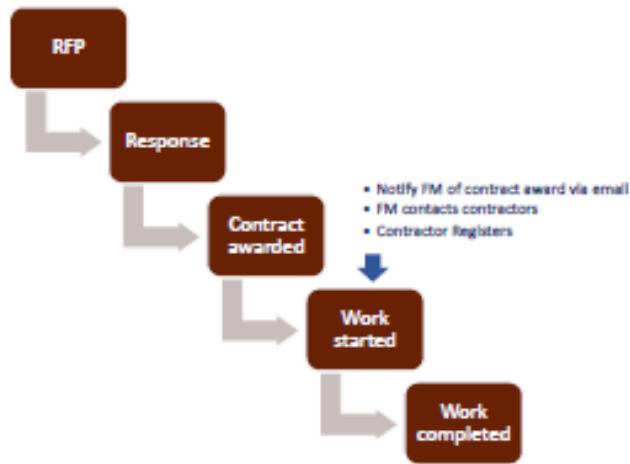 RFP
Response
• Notify FM of contract award via email
• FM contacts contractors
• Contractor Registers
Contract
awarded
Work
started
Work
completed